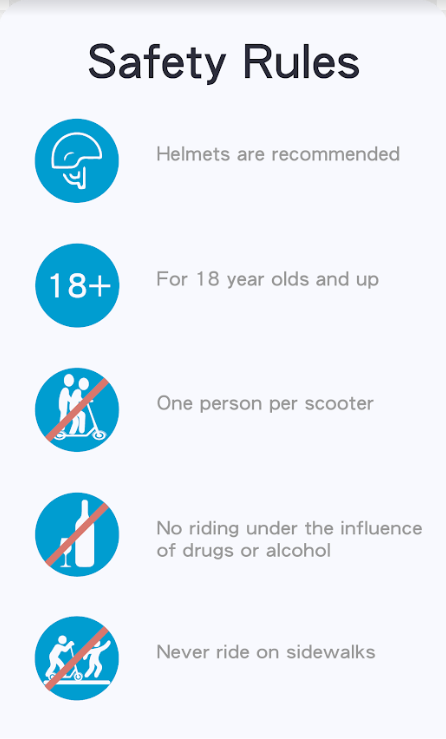 Safety Rules
Helmets are recommended
18+
For 18 year olds and up
One person per scooter
No riding under the influence
of drugs or alcohol
Never ride on sidewalks